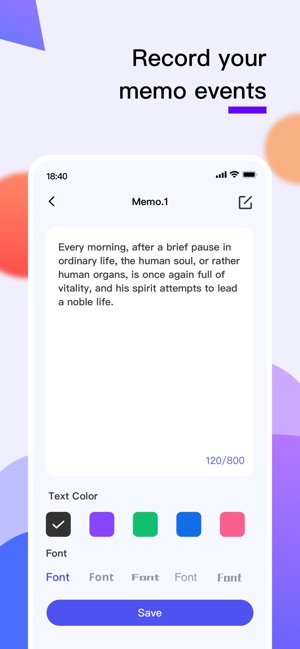 Record your
memo events
18:40
Memo.1
Every morning, after a brief pause in
ordinary life, the human soul, or rather
human organs, is once again full of
vitality, and his spirit attempts to lead
a noble life.
120/800
Text Color
Font
Font Font Font Font Font
Save